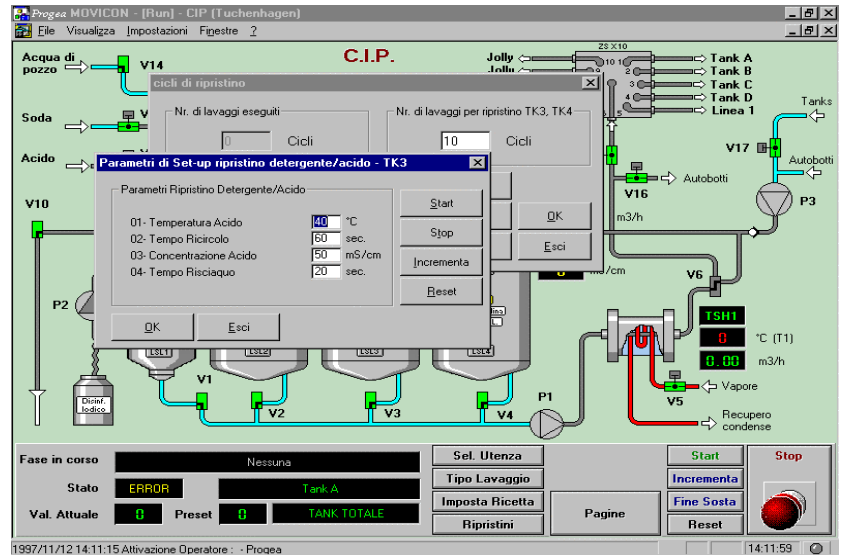 Progea MOVICON - [Run] - CIP (Tuchenhagen)
File Visualizza Impostazioni Finestre ?
C.I.P.
Acqua di
pozzo
V14
Jolly
ZS X10
Tank A
Tank B
Tank C
Tank D
Linea 1
Tanks
Soda
Acido
V10
V17
Autobotti
Autobotti
V16
P3
m3/h
cicli di ripristino
Nr. di lavaggi eseguiti
0 Cicli
Nr. di lavaggi per ripristino TK3, TK4
10 Cicli
OK
Esci
Parametri di Set-up ripristino detergente/acido - TK3
Parametri Ripristino Detergente/Acido
01- Temperatura Acido 40 °C
02- Tempo Ricircolo 60 sec.
03- Concentrazione Acido 50 mS/cm
04- Tempo Risciaquo 20 sec.
Start
Stop
Incrementa
Reset
OK
Esci
P2
V6
TSH1
0 °C (T1)
0.00 m3/h
LSL1
LSL2
LSL3
LSL4
Disinf.
Iodico
V1
V2
V3
V4
P1
V5
Vapore
Recupero
condense
Fase in corso Nessuna
Stato ERROR Tank A
Val. Attuale 0 Preset 0 TANK TOTALE
Sel. Utenza
Tipo Lavaggio
Imposta Ricetta
Ripristini
Pagine
Start
Incrementa
Fine Sosta
Reset
Stop
1997/11/12 14:11:15 Attivazione Operatore : - Progea
14:11:59